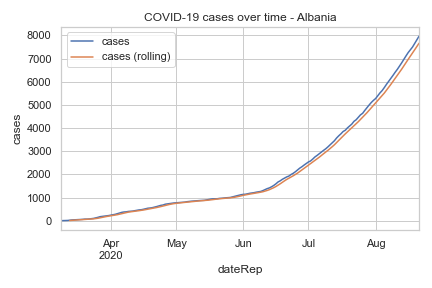 COVID-19 cases over time - Albania
cases
cases (rolling)
8000
7000
6000
5000
4000
3000
2000
1000
0
cases
Apr
2020
May
Jun
Jul
Aug
dateRep